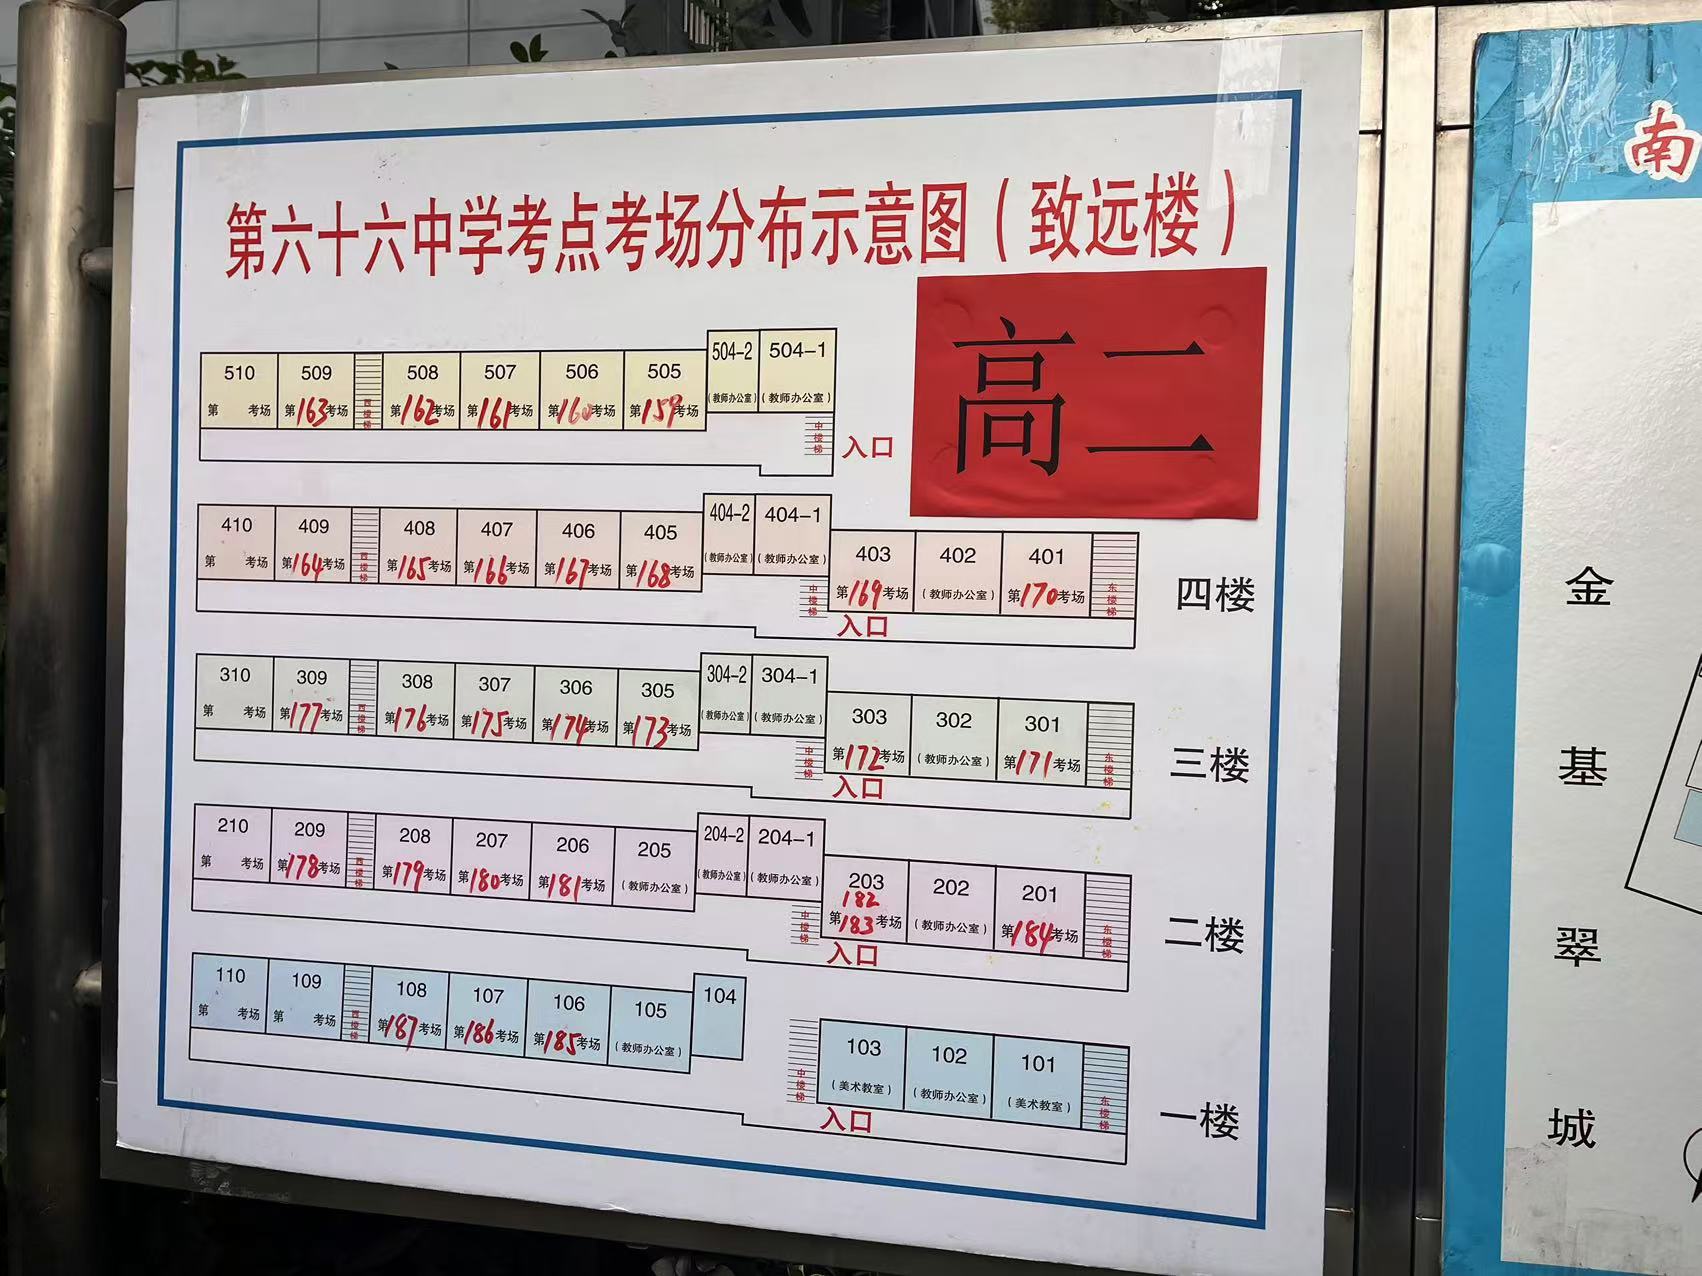 第六十六中学考点考场分布示意图（致远楼）
高二
510 509 508 507 506 505 504-2 504-1
第 考场 第163考场 西楼梯 第162考场 第161考场 第160考场 第159考场 （教师办公室） （教师办公室）
中楼梯 入口
410 409 408 407 406 405 404-2 404-1 403 402 401
第 考场 第164考场 西楼梯 第165考场 第166考场 第167考场 第168考场 （教师办公室） （教师办公室） 第169考场 （教师办公室） 第170考场 东楼梯 四楼
中楼梯 入口
310 309 308 307 306 305 304-2 304-1 303 302 301
第 考场 第177考场 西楼梯 第176考场 第175考场 第174考场 第173考场 （教师办公室） （教师办公室） 第172考场 （教师办公室） 第171考场 东楼梯 三楼
中楼梯 入口
210 209 208 207 206 205 204-2 204-1 203 202 201
182
第 考场 第178考场 西楼梯 第179考场 第180考场 第181考场 （教师办公室） （教师办公室） （教师办公室） 第183考场 （教师办公室） 第184考场 东楼梯 二楼
中楼梯 入口
110 109 108 107 106 105 104 103 102 101
第 考场 第 考场 西楼梯 第187考场 第186考场 第185考场 （教师办公室） （美术教室） （教师办公室） （美术教室） 东楼梯 一楼
中楼梯 入口
南
金
基
翠
城